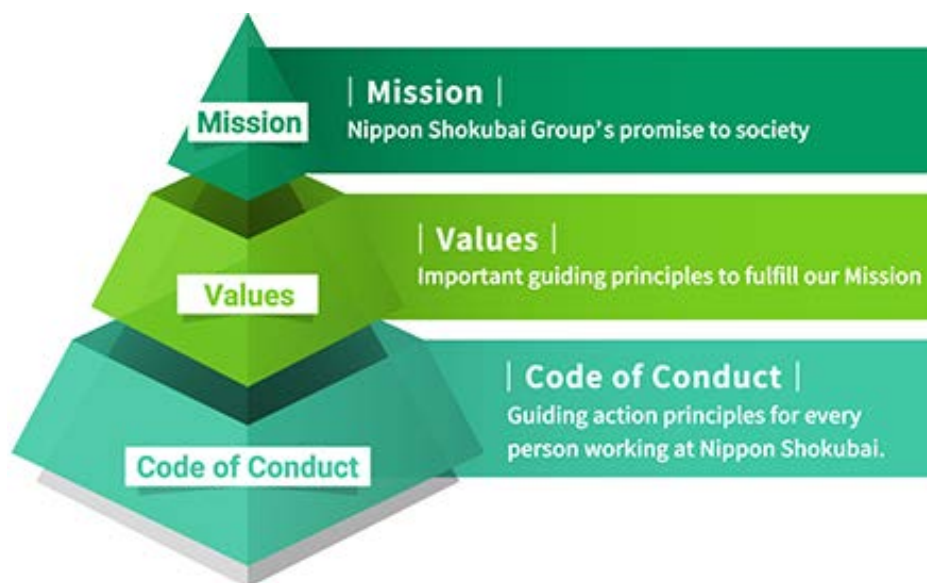 Mission
| Mission |
Nippon Shokubai Group's promise to society
Values
| Values |
Important guiding principles to fulfill our Mission
Code of Conduct
| Code of Conduct |
Guiding action principles for every
person working at Nippon Shokubai.